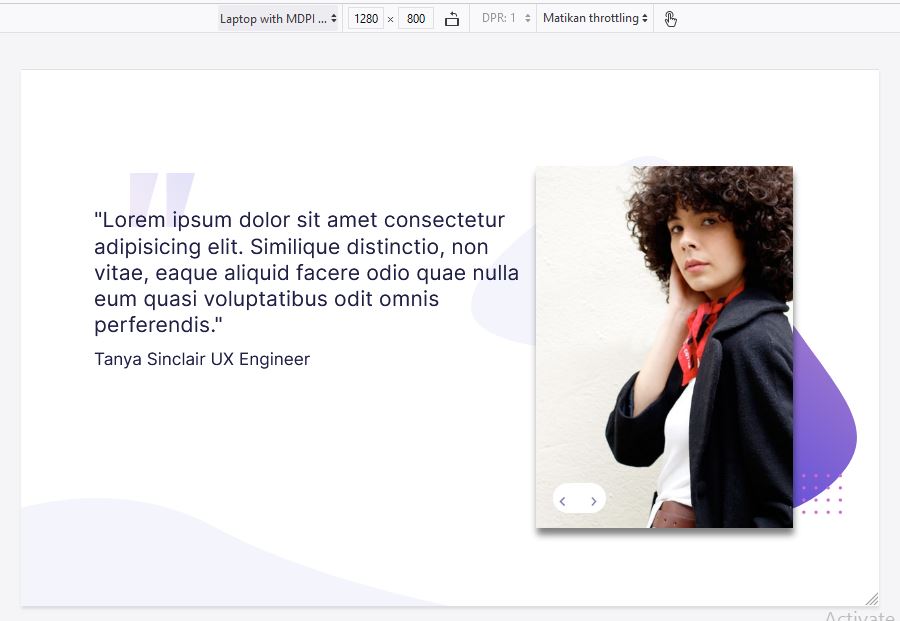 Laptop with MDPI ... 1280 × 800 DPR: 1 Matikan throttling
"Lorem ipsum dolor sit amet consectetur
adipisicing elit. Similique distinctio, non
vitae, eaque aliquid facere odio quae nulla
eum quasi voluptatibus odit omnis
perferendis."
Tanya Sinclair UX Engineer
Activate